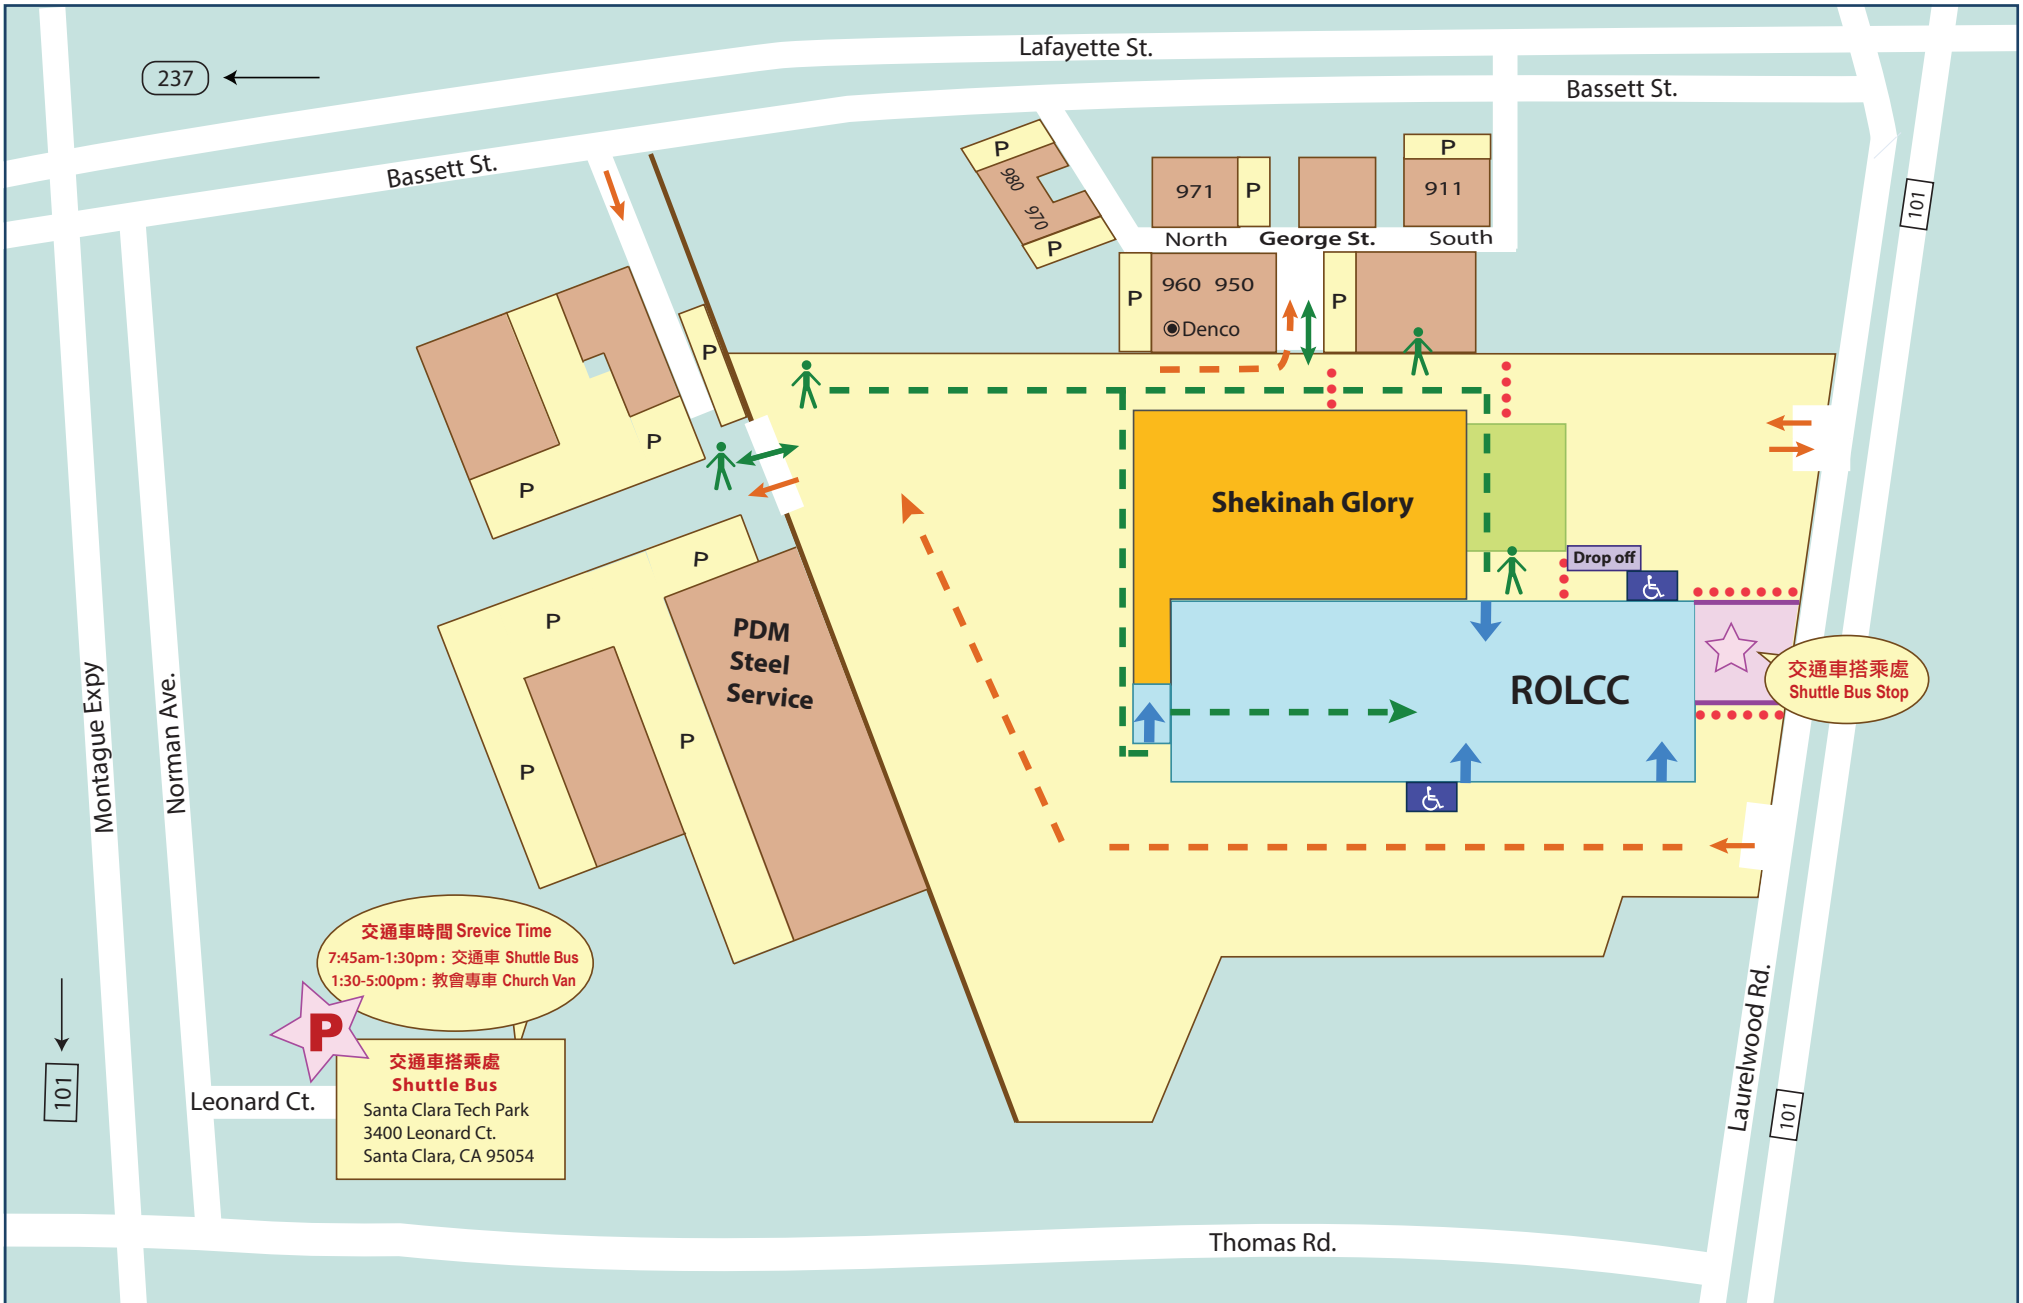 Lafayette St.
237
Bassett St.
Bassett St.
P
980
970
P
971
P
P
911
101
North
George St.
South
P
960 950
Denco
P
P
P
P
Shekinah Glory
Drop off
P
P
PDM
Steel
Service
P
P
ROLCC
交通車搭乘處
Shuttle Bus Stop
Montague Expy
Norman Ave.
交通車時間 Srevice Time
7:45am-1:30pm : 交通車 Shuttle Bus
1:30-5:00pm : 教會專車 Church Van
P
交通車搭乘處
Shuttle Bus
Santa Clara Tech Park
3400 Leonard Ct.
Santa Clara, CA 95054
Leonard Ct.
101
Laurelwood Rd.
101
Thomas Rd.